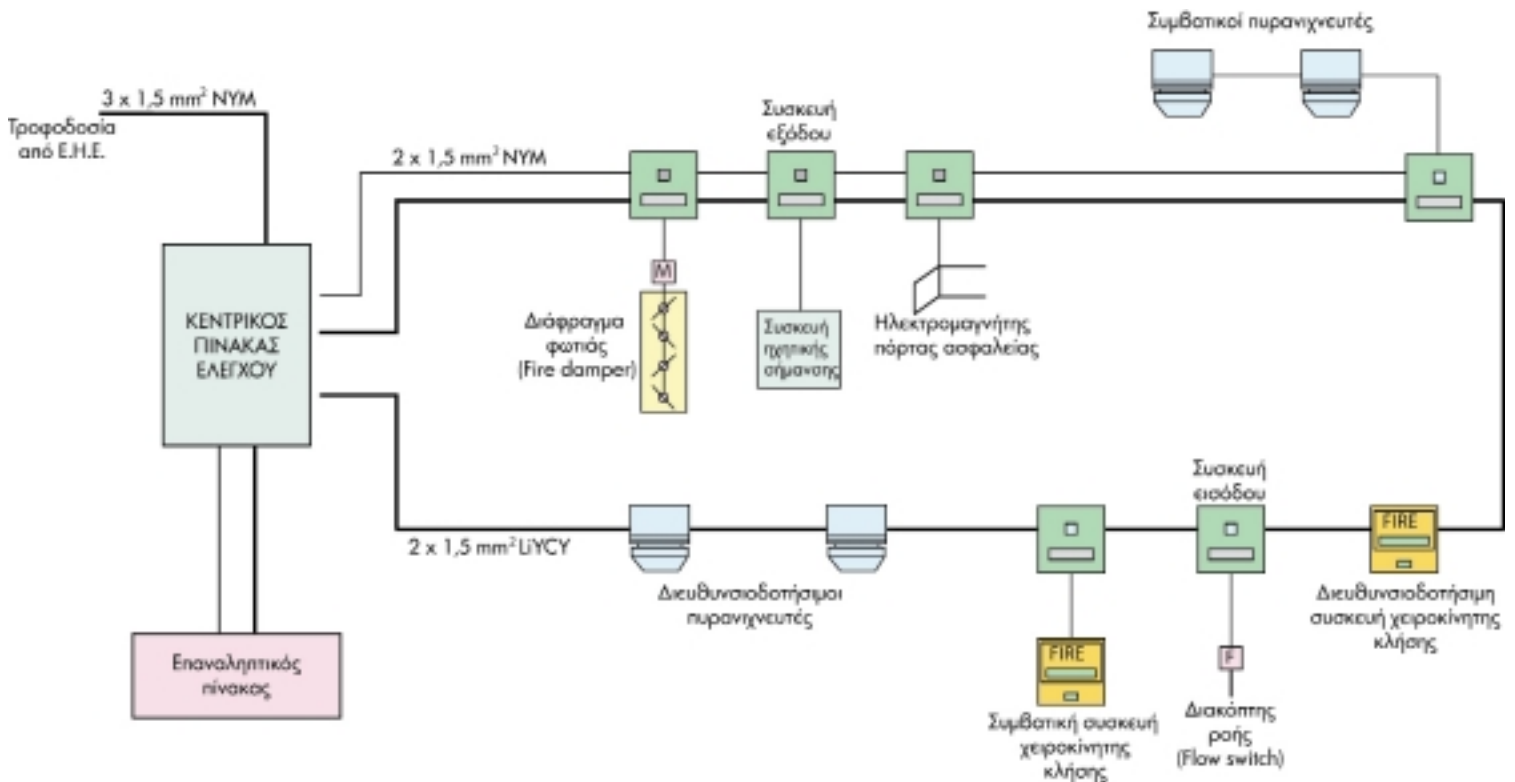 Συμβατικοί πυρανιχνευτές
3 x 1,5 mm² NYM
Τροφοδοσία
από Ε.Η.Ε.
Συσκευή
εξόδου
2 x 1,5 mm² NYM
ΚΕΝΤΡΙΚΟΣ
ΠΙΝΑΚΑΣ
ΕΛΕΓΧΟΥ
M
Διάφραγμα
φωτιάς
(Fire damper)
Συσκευή
ηχητικής
σήμανσης
Ηλεκτρομαγνήτης
πόρτας ασφαλείας
2 x 1,5 mm² LiYCY
Διευθυνσιοδοτήσιμοι
πυρανιχνευτές
Συσκευή
εισόδου
FIRE
Διευθυνσιοδοτήσιμη
συσκευή χειροκίνητης
κλήσης
Επαναληπτικός
πίνακας
FIRE
Συμβατική συσκευή
χειροκίνητης
κλήσης
F
Διακόπτης
ροής
(Flow switch)